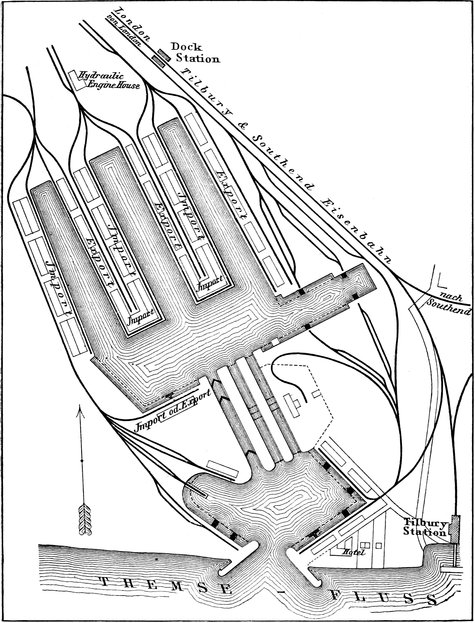 London
von London
Dock
Station
Tilbury & Southend Eisenbahn
Hydraulic
Engine House
Export
Import
Export
Import
Export
Import
Import
Import
nach
Southend
Import od. Export
Tilbury
Station
Hotel
THEMSE - FLUSS